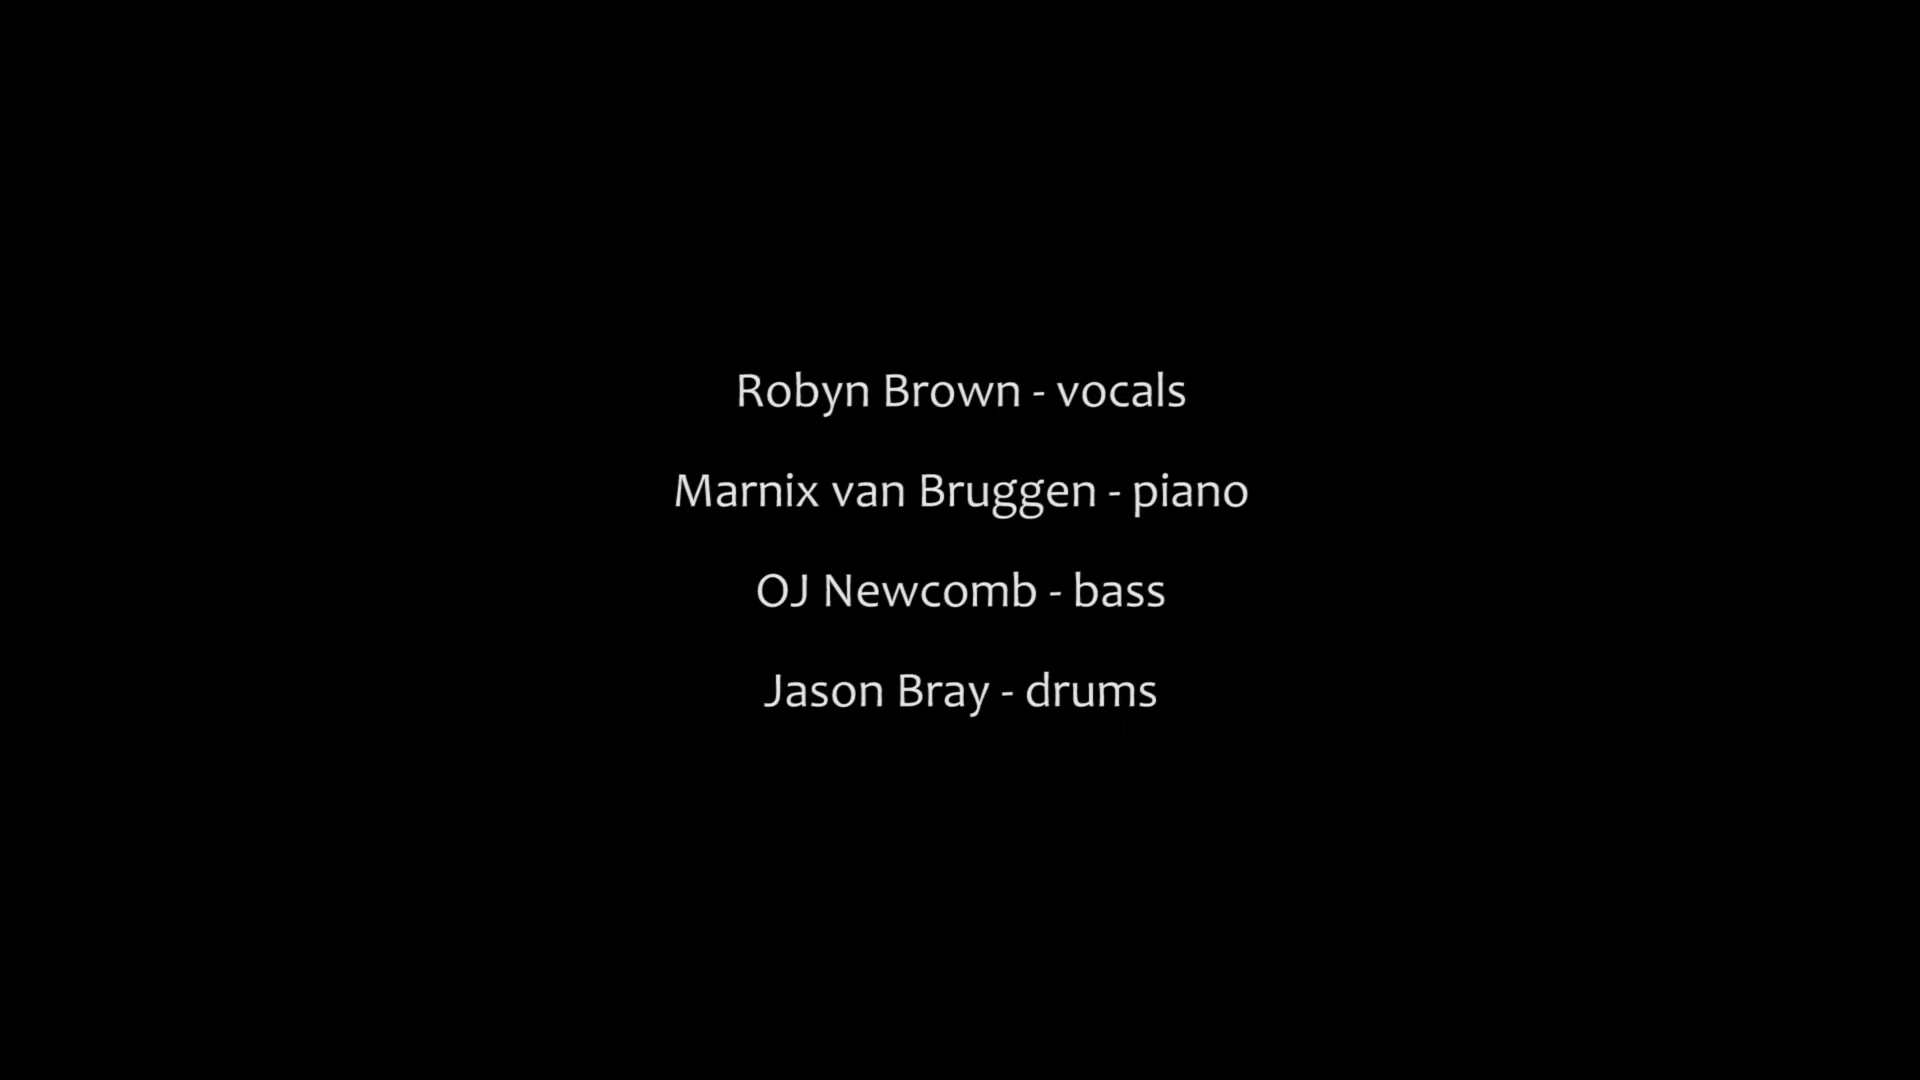 Robyn Brown - vocals
Marnix van Bruggen - piano
OJ Newcomb - bass
Jason Bray - drums